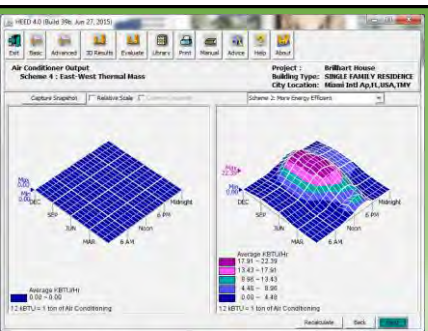 HEED 4.0 (Build 39b, Jun 27, 2015)
Exit Basic Advanced 3D Results Evaluate Library Print Manual Advice Help About
Air Conditioner Output
Scheme 4 : East-West Thermal Mass
Project : Brillhart House
Building Type: SINGLE FAMILY RESIDENCE
City Location: Miami Intl Ap,FL,USA,TMY
Capture Snapshot Relative Scale
Scheme 2: More Energy Efficient
Max
0.00
Min
0.00
DEC
SEP
JUN
MAR
6 AM
Noon
6 PM
Midnight
Average KBTU/Hr
0.00 - 0.00
12 kBTU = 1 ton of Air Conditioning
Max
22.39
Min
0.00
DEC
SEP
JUN
MAR
6 AM
Noon
6 PM
Midnight
Average KBTU/Hr
17.91 - 22.39
13.43 - 17.91
8.96 - 13.43
4.48 - 8.96
0.00 - 4.48
12 kBTU = 1 ton of Air Conditioning
Recalculate Back